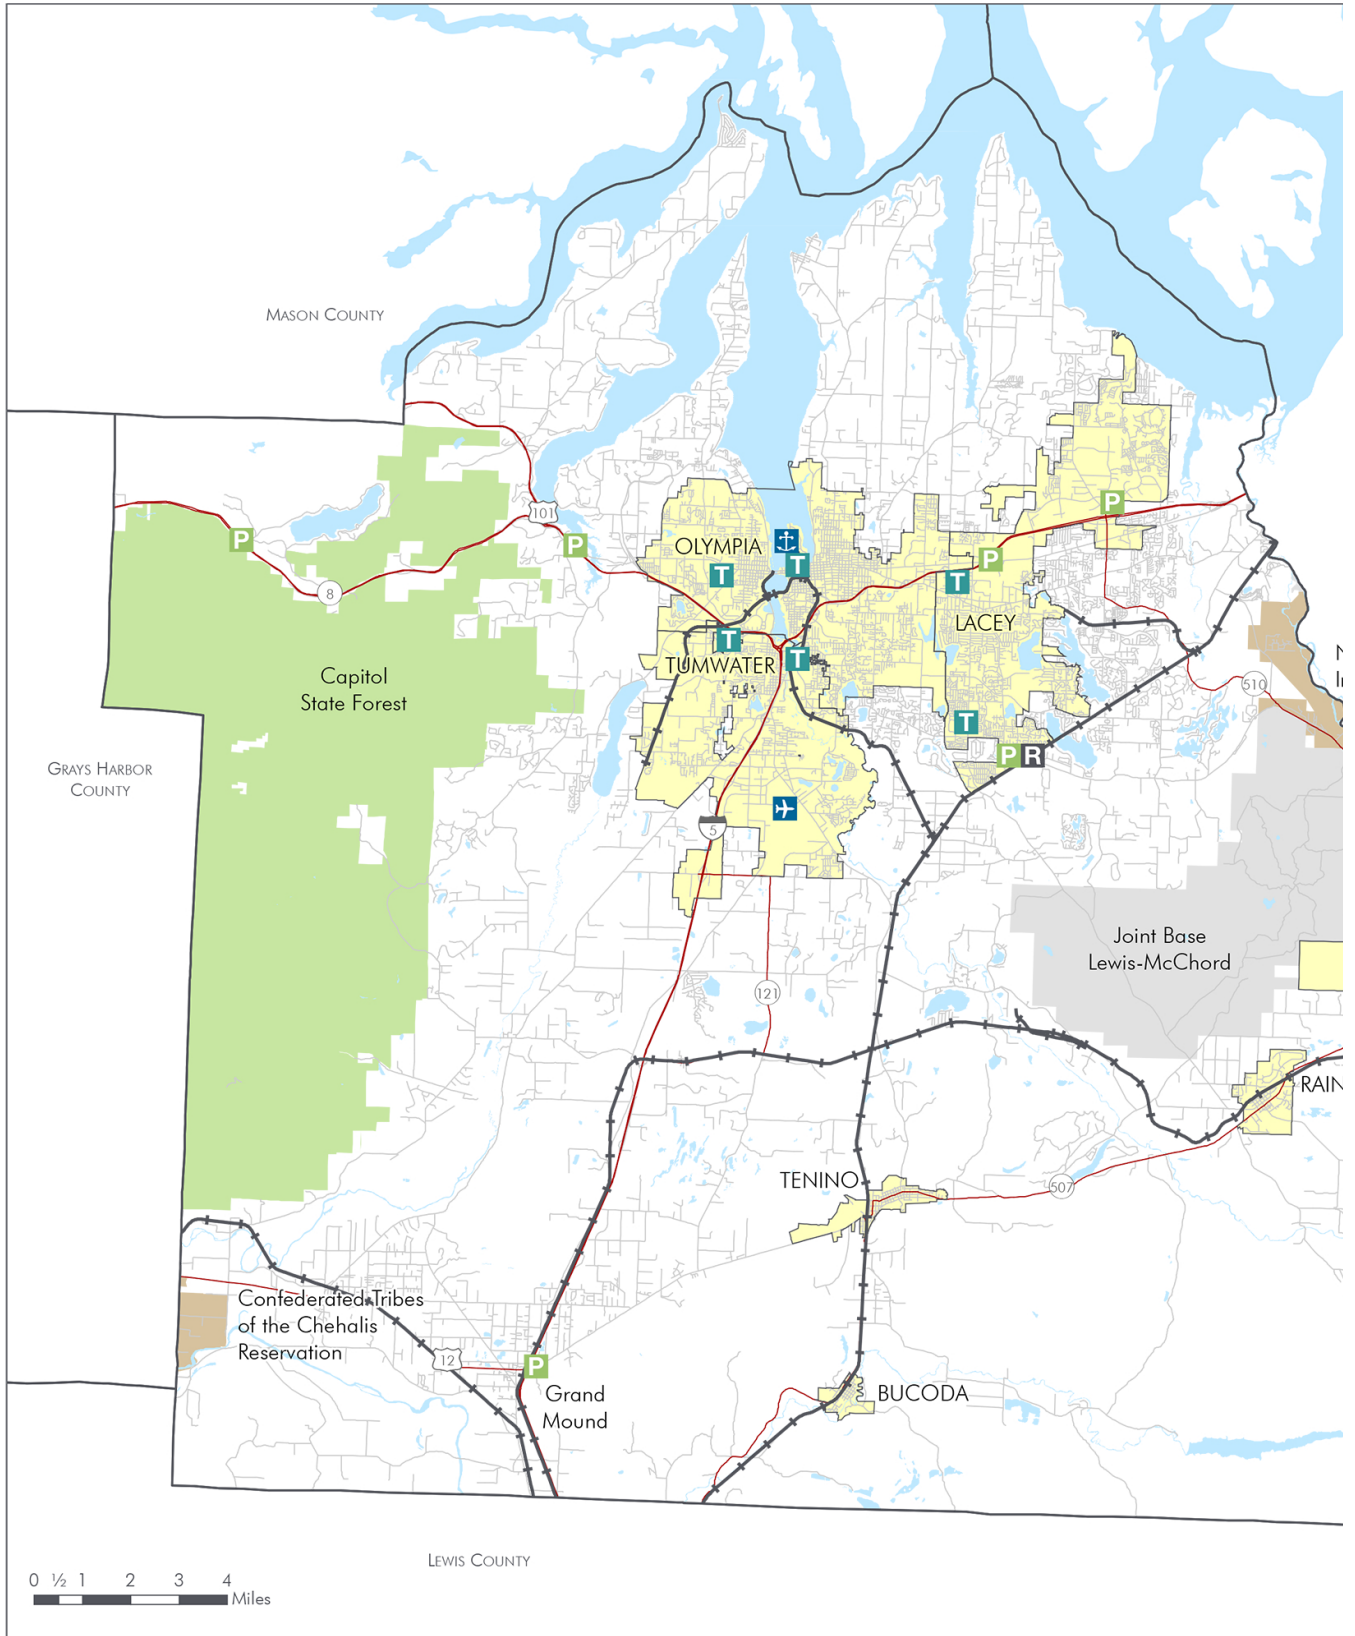 MASON COUNTY
101
P
P
8
P
P
OLYMPIA
T
T
T
LACEY
T
TUMWATER
T
510
Capitol
State Forest
T
P R
GRAYS HARBOR
COUNTY
5
Joint Base
Lewis-McChord
121
RAIN
TENINO
507
Confederated Tribes
of the Chehalis
Reservation
12
P
Grand
Mound
BUCODA
LEWIS COUNTY
0 ½ 1 2 3 4
Miles